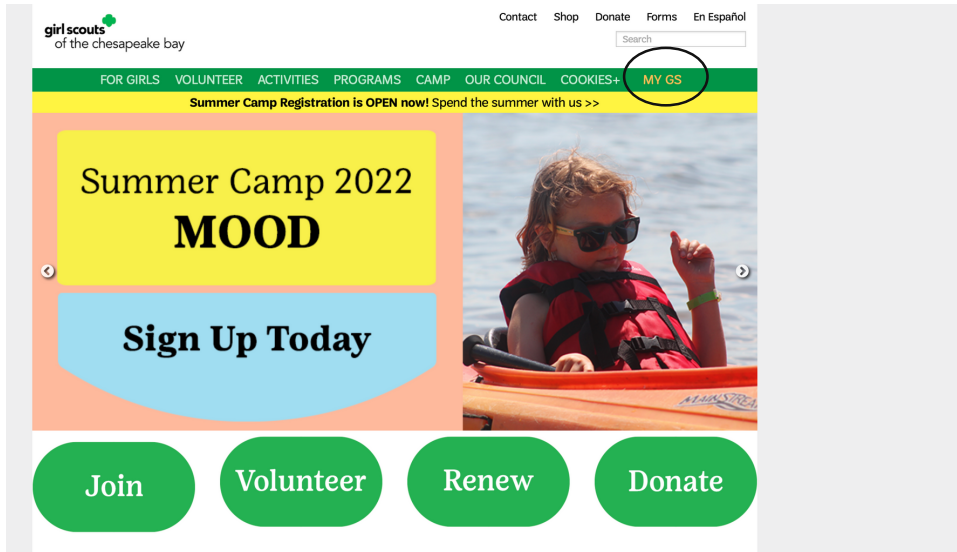 girl scouts
of the chesapeake bay
Contact Shop Donate Forms En Español
Search
FOR GIRLS VOLUNTEER ACTIVITIES PROGRAMS CAMP OUR COUNCIL COOKIES+ MY GS
Summer Camp Registration is OPEN now! Spend the summer with us >>
Summer Camp 2022
MOOD
Sign Up Today
MAINSTREA
Join Volunteer Renew Donate